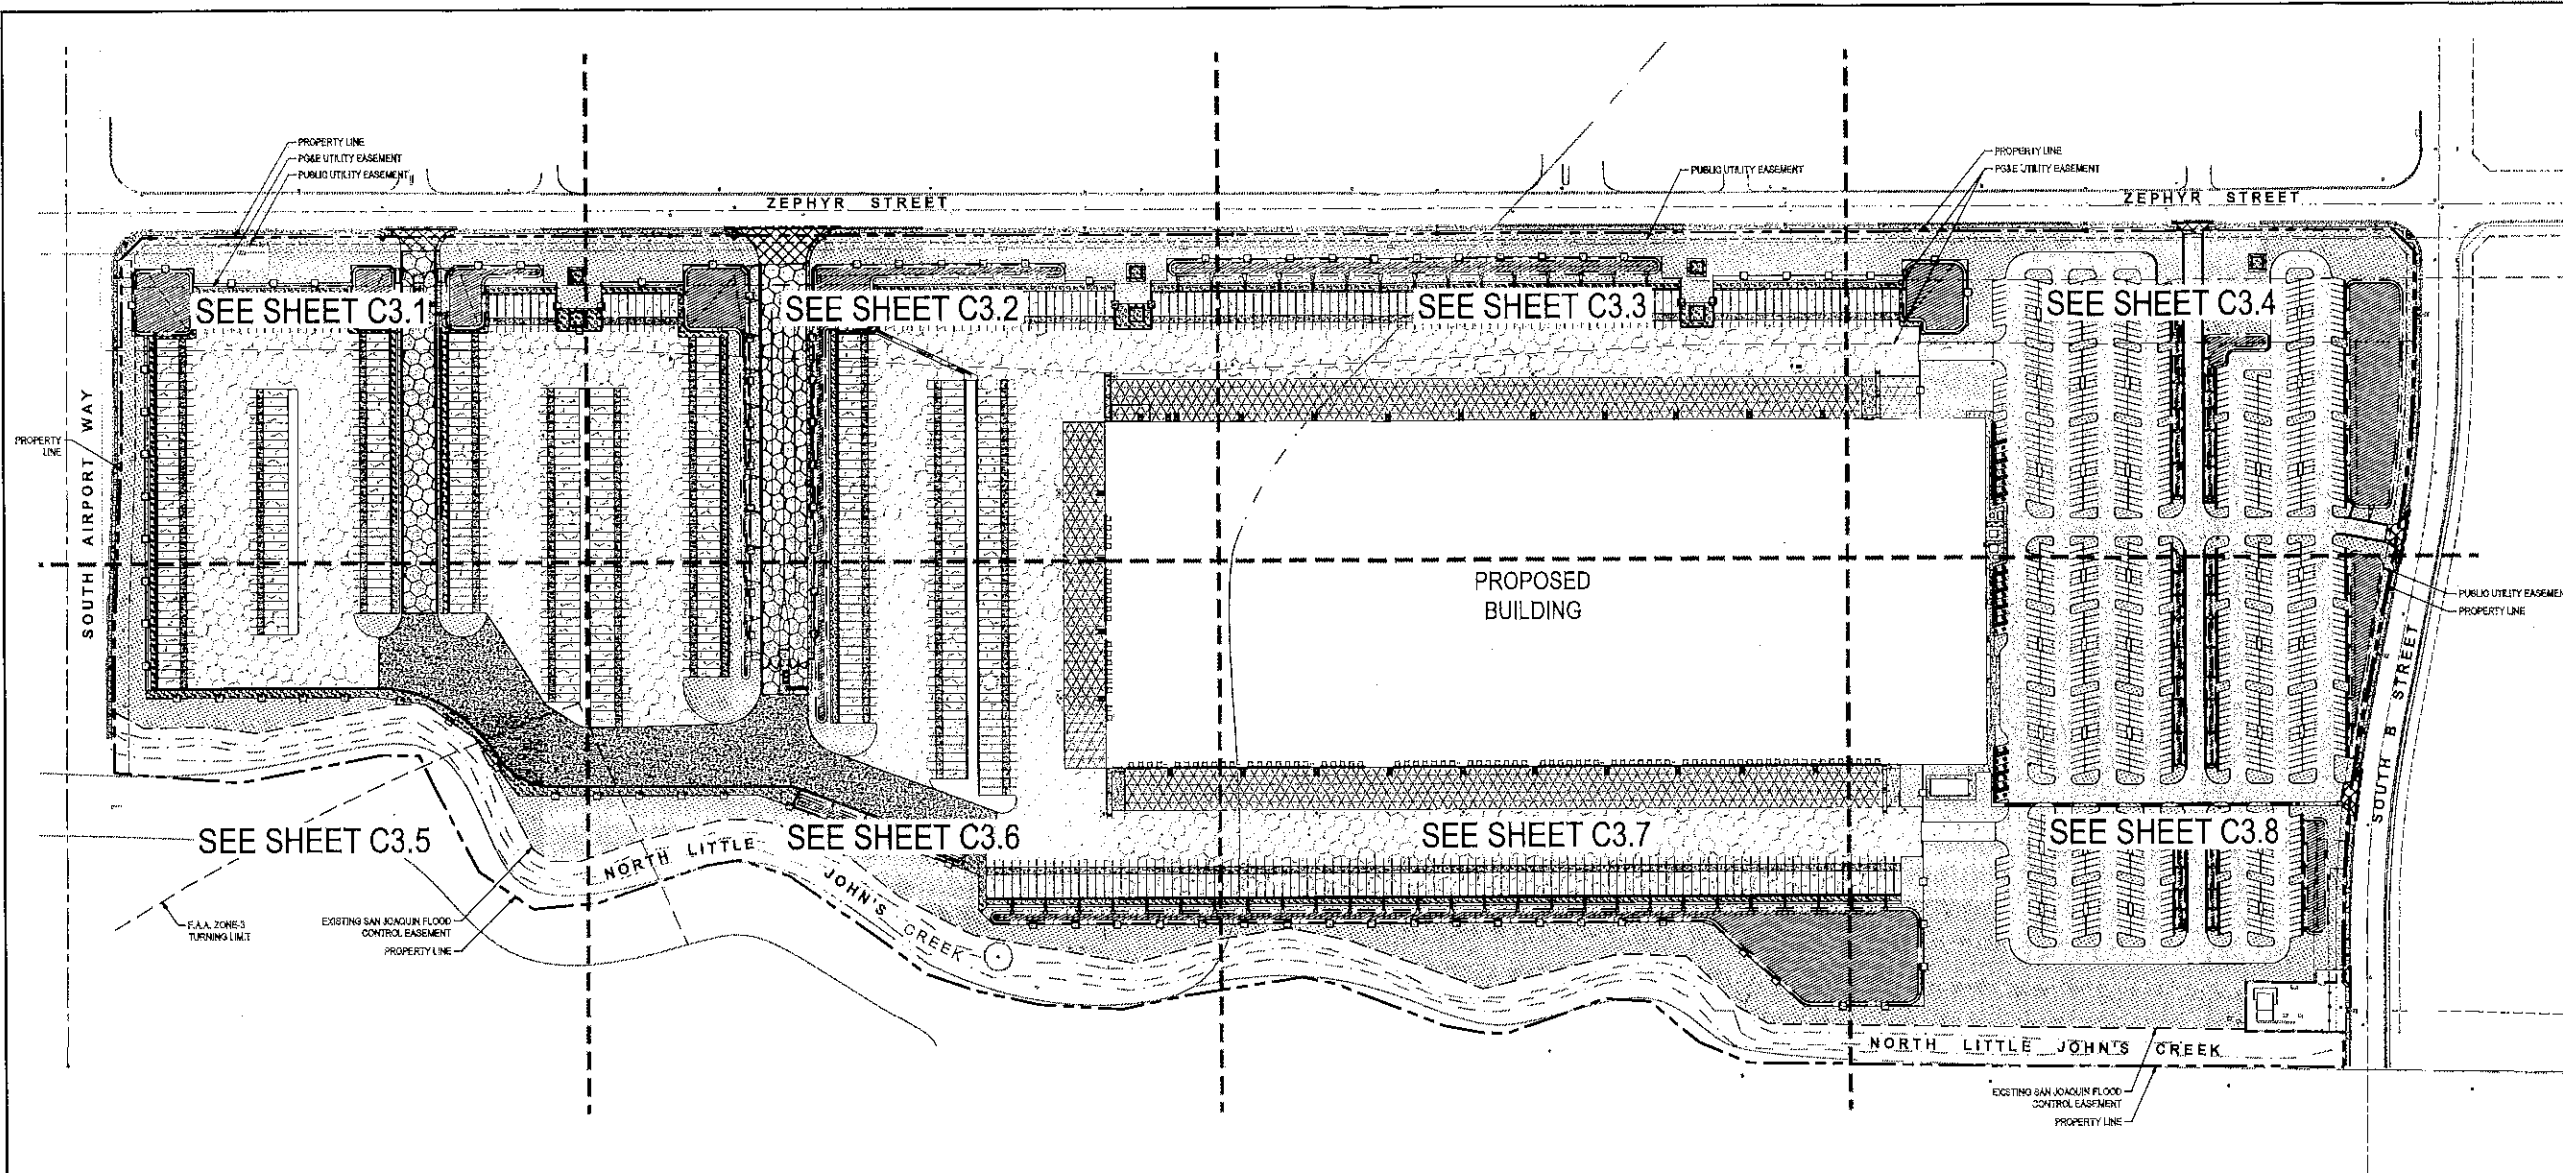 PROPERTY LINE
PG&E UTILITY EASEMENT
PUBLIC UTILITY EASEMENT
PUBLIC UTILITY EASEMENT
PROPERTY LINE
PG&E UTILITY EASEMENT
ZEPHYR STREET
ZEPHYR STREET
SEE SHEET C3.1
SEE SHEET C3.2
SEE SHEET C3.3
SEE SHEET C3.4
PROPERTY
LINE
SOUTH AIRPORT WAY
PROPOSED
BUILDING
PUBLIC UTILITY EASEMEN
PROPERTY LINE
SOUTH B STREET
SEE SHEET C3.5
SEE SHEET C3.6
SEE SHEET C3.7
SEE SHEET C3.8
NORTH LITTLE
JOHN'S
CREEK
F.A.A. ZONE-3
TURNING LIMIT
EXISTING SAN JOAQUIN FLOOD
CONTROL EASEMENT
PROPERTY LINE
NORTH LITTLE JOHN'S CREEK
EXISTING SAN JOAQUIN FLOOD
CONTROL EASEMENT
PROPERTY LINE